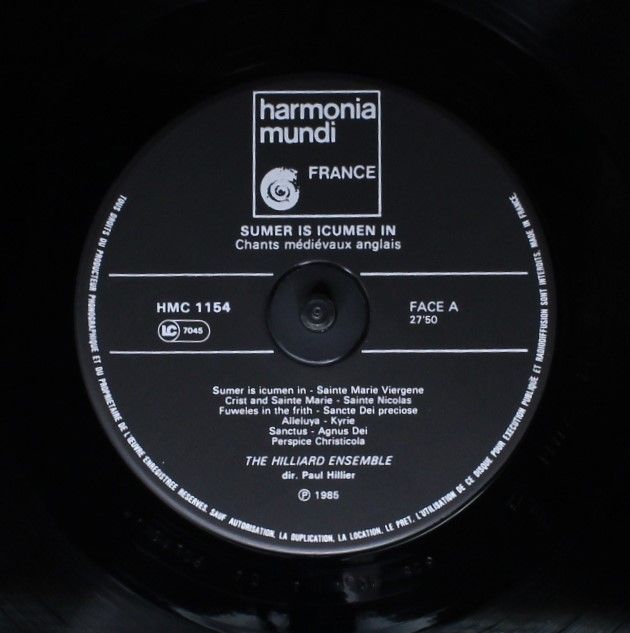 harmonia
mundi
FRANCE
SUMER IS ICUMEN IN
Chants médiévaux anglais
HMC 1154
LC 7045
FACE A
27'50
Sumer is icumen in - Sainte Marie Viergene
Crist and Sainte Marie - Sainte Nicolas
Fuweles in the frith - Sancte Dei preciose
Alleluya - Kyrie
Sanctus - Agnus Dei
Perspice Christicola
THE HILLIARD ENSEMBLE
dir. Paul Hillier
℗ 1985
TOUS DROITS DU PRODUCTEUR PHONOGRAPHIQUE ET DU PROPRIETAIRE DE L'ŒUVRE ENREGISTREE RESERVES. SAUF AUTORISATION, LA DUPLICATION, LA LOCATION, LE PRET, L'UTILISATION DE CE DISQUE POUR EXECUTION PUBLIQUE ET RADIODIFFUSION SONT INTERDITS. MADE IN FRANCE.